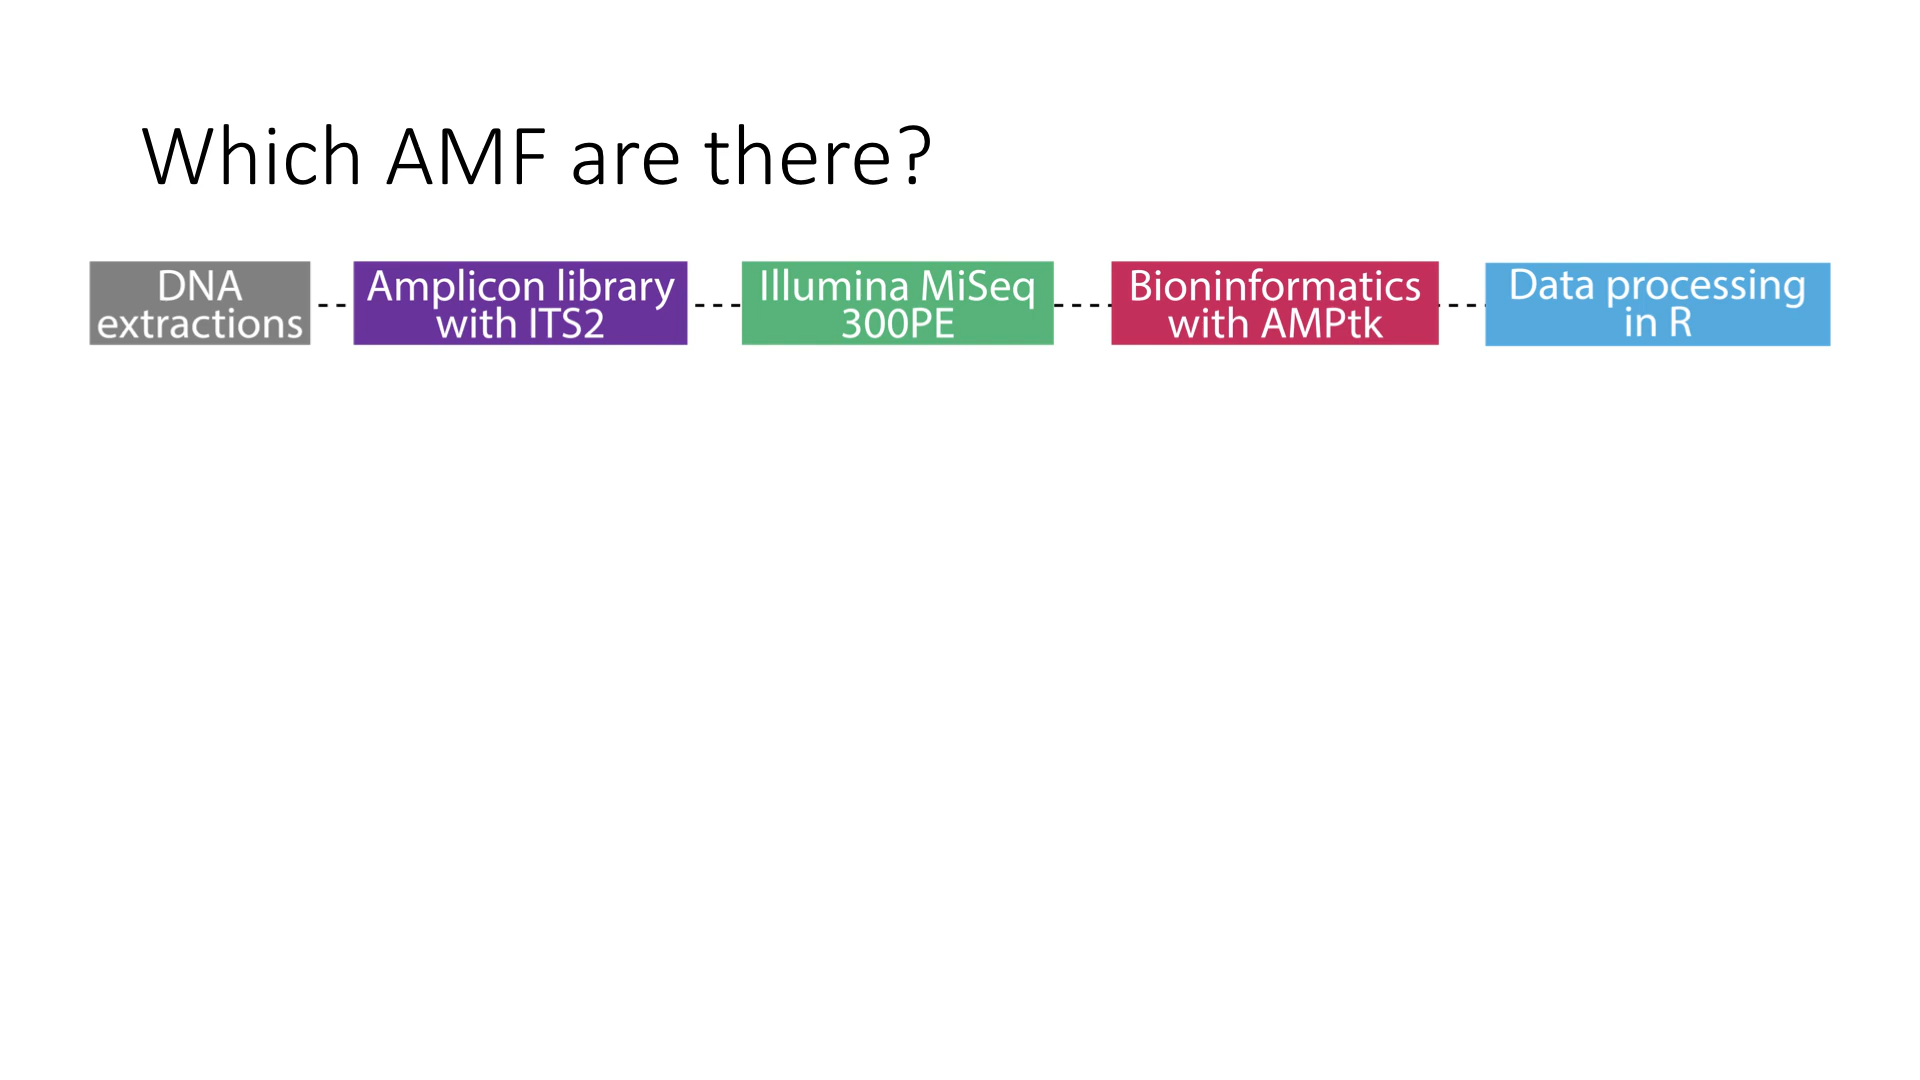 Which AMF are there?
DNA
extractions
Amplicon library
with ITS2
Illumina MiSeq
300PE
Bioninformatics
with AMPtk
Data processing
in R